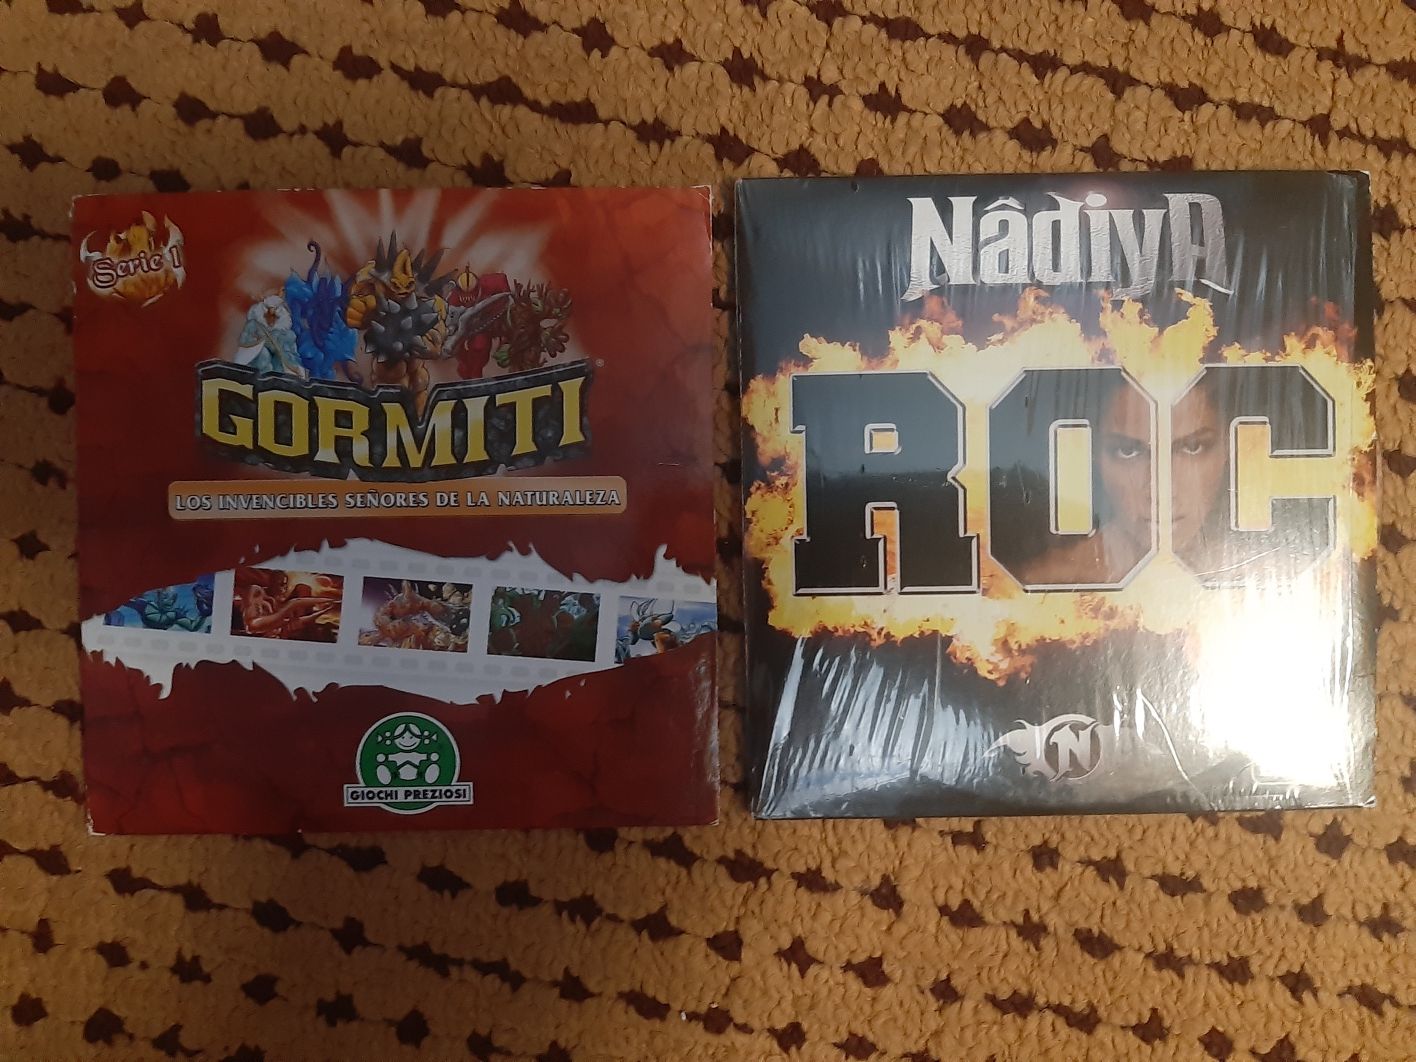 Serie 1
GORMITI
®
LOS INVENCIBLES SEÑORES DE LA NATURALEZA
GIOCHI PREZIOSI
Nâdiya
ROC
N